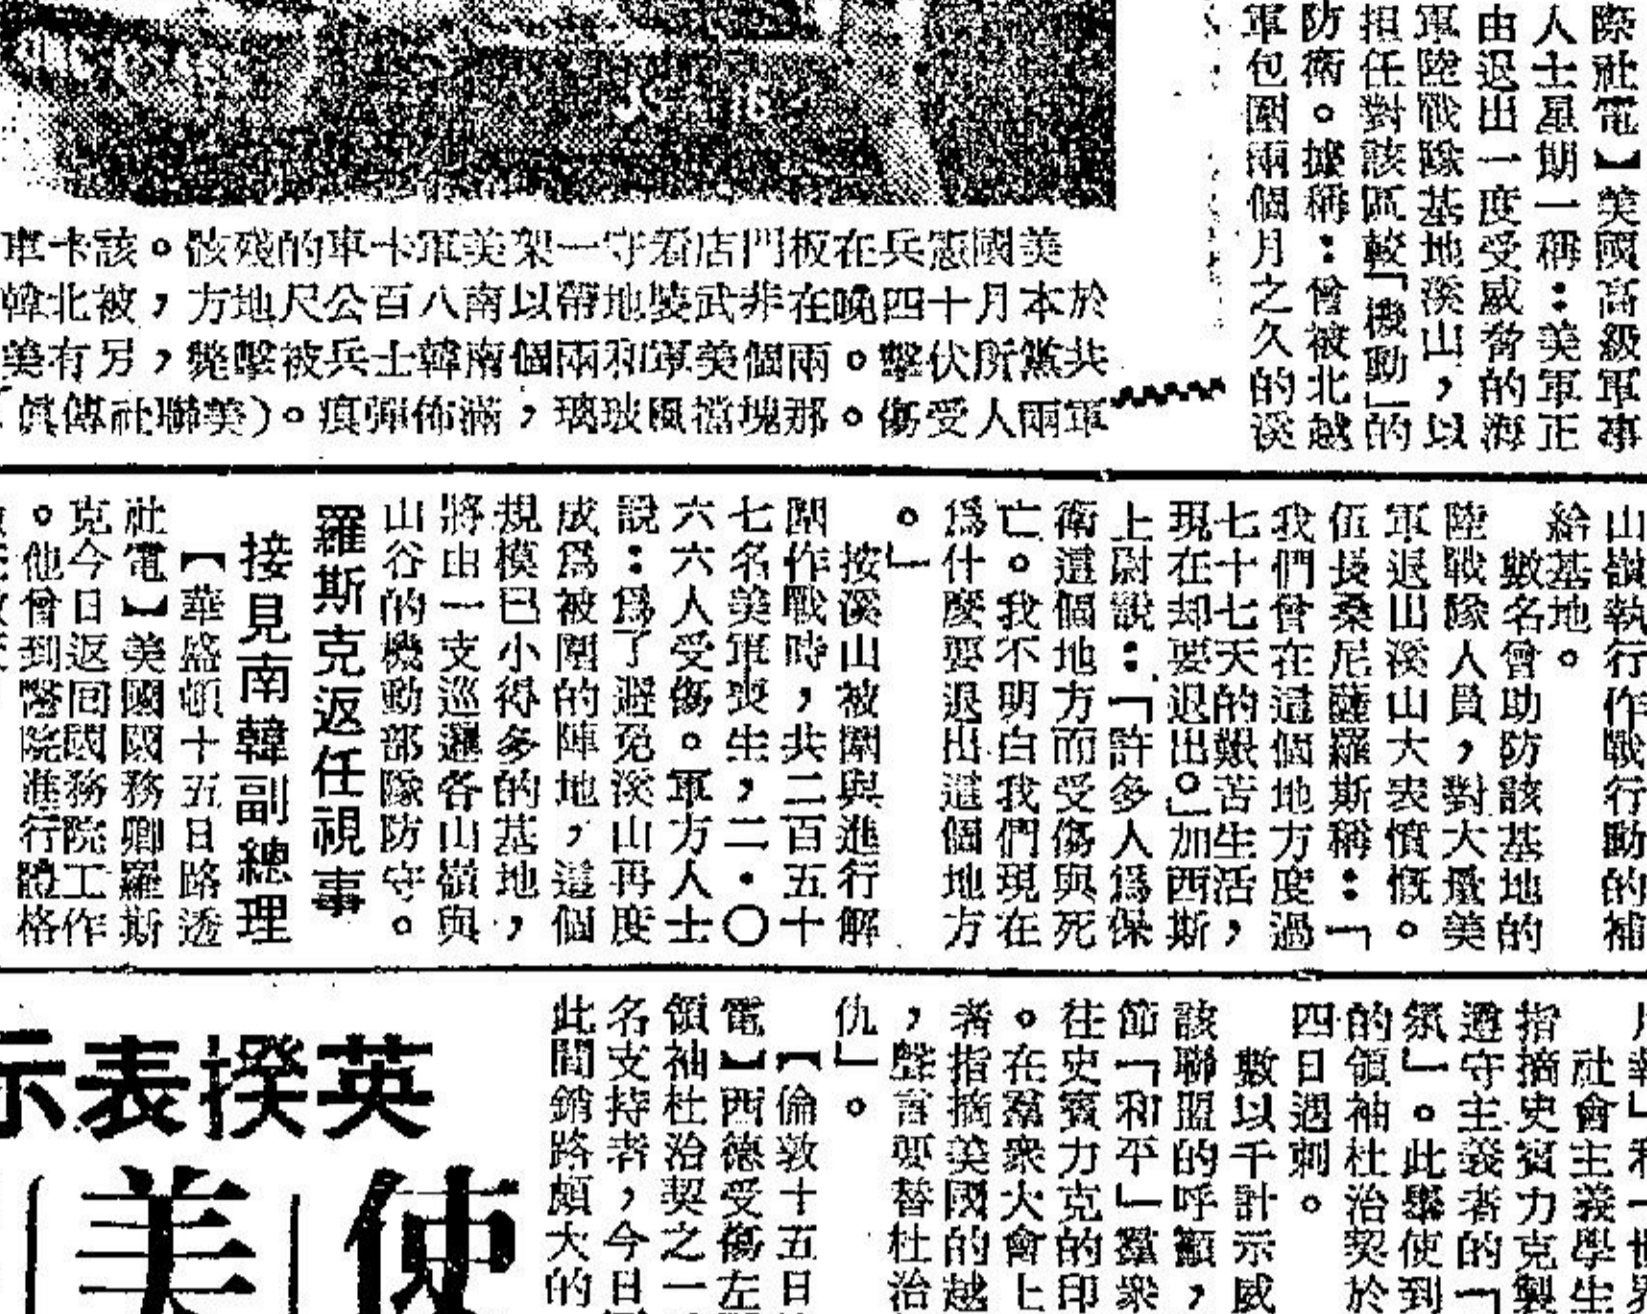 際社電】美國高級軍事
人士星期一稱：美軍正
由退出一度受威脅的海
軍陸戰隊基地溪山，以
担任對該區較「機動」的
防衛。據稱：曾被北越
軍包圍兩個月之久的溪
美國憲兵在板門店看守一架美軍卡車的殘骸。該卡車
於本月十四晚在非武裝地帶以南八百公尺地方，被北韓
共黨所伏擊。兩個美軍和兩個南韓士兵被擊斃，另有美
軍兩人受傷。那塊擋風玻璃，滿佈彈痕。（美聯社傳真
山嶺執行作戰行動的補
給基地。
數名曾助防該基地的
陸戰隊人員，對大量美
軍退出溪山大表憤慨。
伍長桑尼薩羅斯稱：「
我們曾在這個地方度過
七十七天的艱苦生活，
現在却要退出。」加西斯
上尉說：「許多人爲保
衛這個地方而受傷與死
亡。我不明白我們現在
爲什麼要退出這個地方
。」
按溪山被圍與進行解
圍作戰時，共二百五十
七名美軍喪生，二・〇
六六人受傷。軍方人士
說：爲了避免溪山再度
成爲被圍的陣地，這個
規模已小得多的基地，
將由一支巡邏各山嶺與
山谷的機動部隊防守。
羅斯克返任視事
接見南韓副總理
【華盛頓十五日路透
社電】美國國務卿羅斯
克今日返回國務院工作
。他曾到醫院進行體格
社會主義學生
指摘史賓力克製
遵守主義者的「
氛」。此舉使到
的領袖杜治契於
四日遇刺。
數以千計示威
該聯盟的呼籲，
節「和平」羣衆
往史賓力克的印
。在羣衆大會上
者指摘美國的越
，聲言要替杜治
仇」。
【倫敦十五日
電】西德受傷左
領袖杜治契之一
名支持者，今日
此間銷路頗大的
英揆表示
使
美